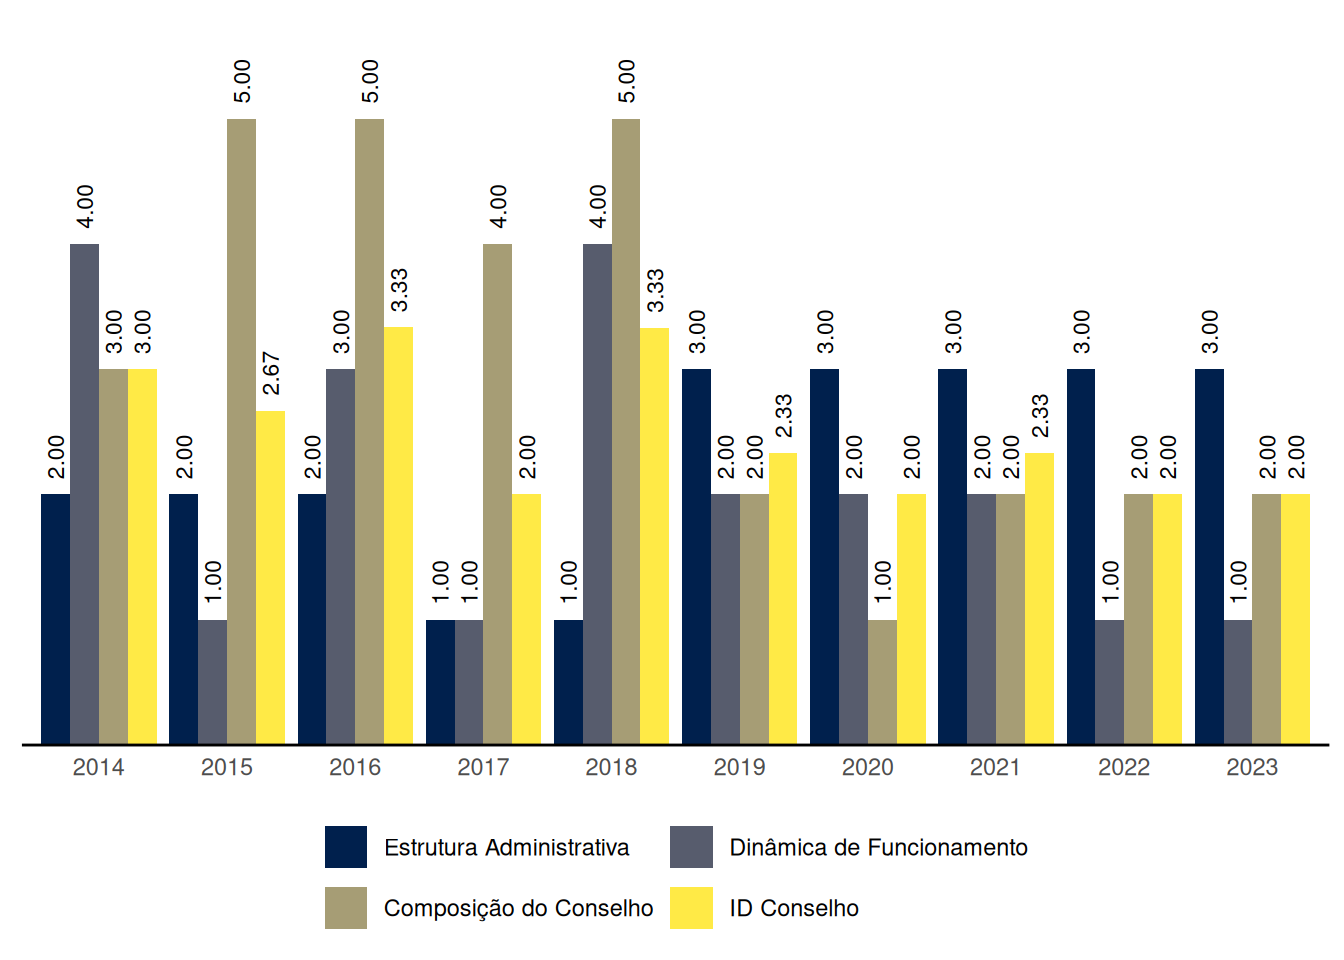 5.00 5.00 5.00
4.00 4.00 4.00
3.00 3.00 2.67 3.00 3.33 3.33 3.00 3.00 3.00 3.00 3.00
2.00 2.00 2.00 2.00 2.00 2.00 2.33 2.00 2.00 2.00 2.00 2.33 2.00 2.00 2.00 2.00
1.00 1.00 1.00 1.00 1.00 1.00 1.00
2014 2015 2016 2017 2018 2019 2020 2021 2022 2023
Estrutura Administrativa Dinâmica de Funcionamento
Composição do Conselho ID Conselho